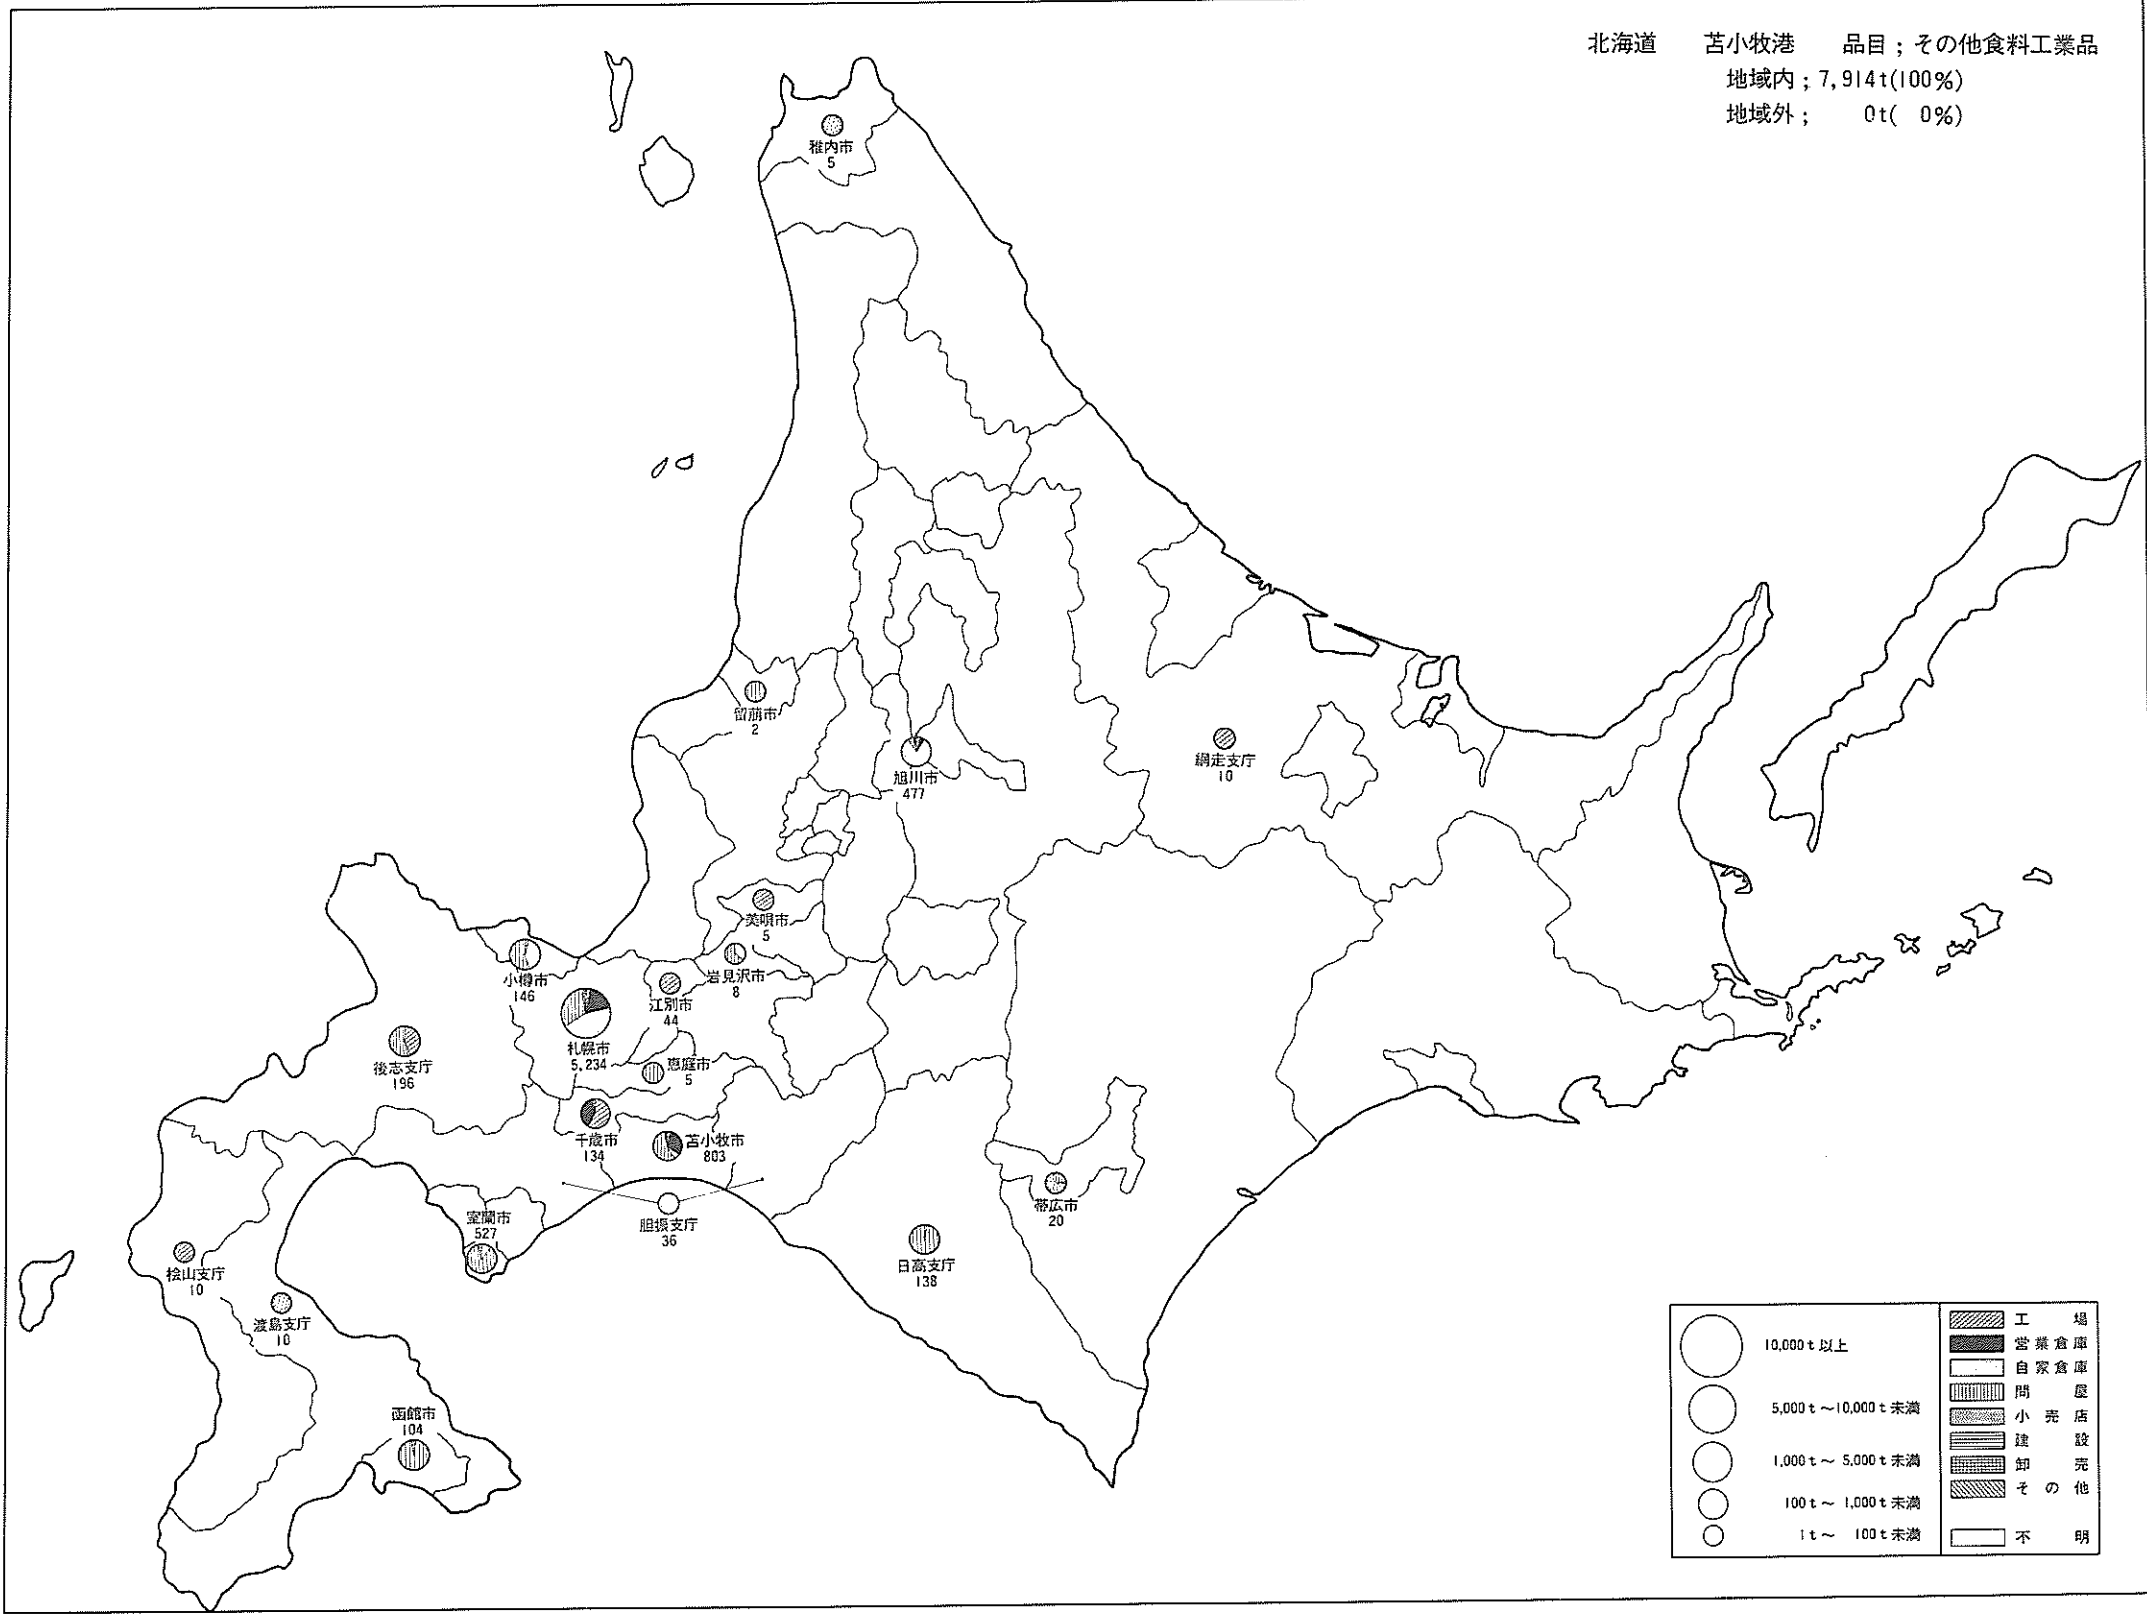 北海道 苫小牧港 品目；その他食料工業品
地域内；7,914t(100%)
地域外； 0t( 0%)
稚内市
5
留萠市
2
旭川市
477
網走支庁
10
美唄市
5
岩見沢市
8
小樽市
146
江別市
44
札幌市
5,234
後志支庁
196
恵庭市
5
千歳市
134
苫小牧市
803
胆振支庁
36
室蘭市
527
帯広市
20
日高支庁
138
桧山支庁
10
渡島支庁
10
函館市
104
10,000t以上
5,000t～10,000t未満
1,000t～ 5,000t未満
100t～ 1,000t未満
1t～ 100t未満
工場
営業倉庫
自家倉庫
問屋
小売店
建設
卸売
その他
不明